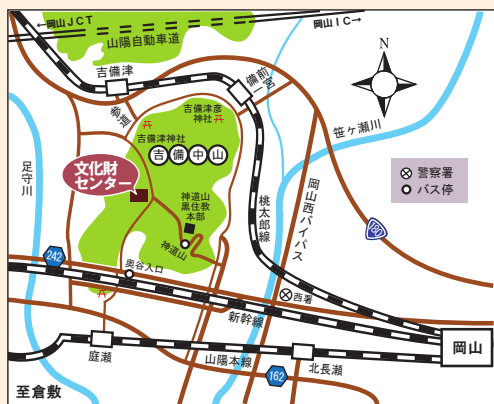 ←岡山JCT
岡山IC→
山陽自動車道
吉備津
備前
一宮
N
参道
吉備津彦
神社
吉備津神社
笹ヶ瀬川
吉備中山
足守川
文化財
センター
警察署
バス停
神道山
黒住教
本部
桃太郎線
岡山西バイパス
180
神道山
242
奥谷入口
西署
新幹線
岡山
庭瀬
山陽本線
北長瀬
162
至倉敷